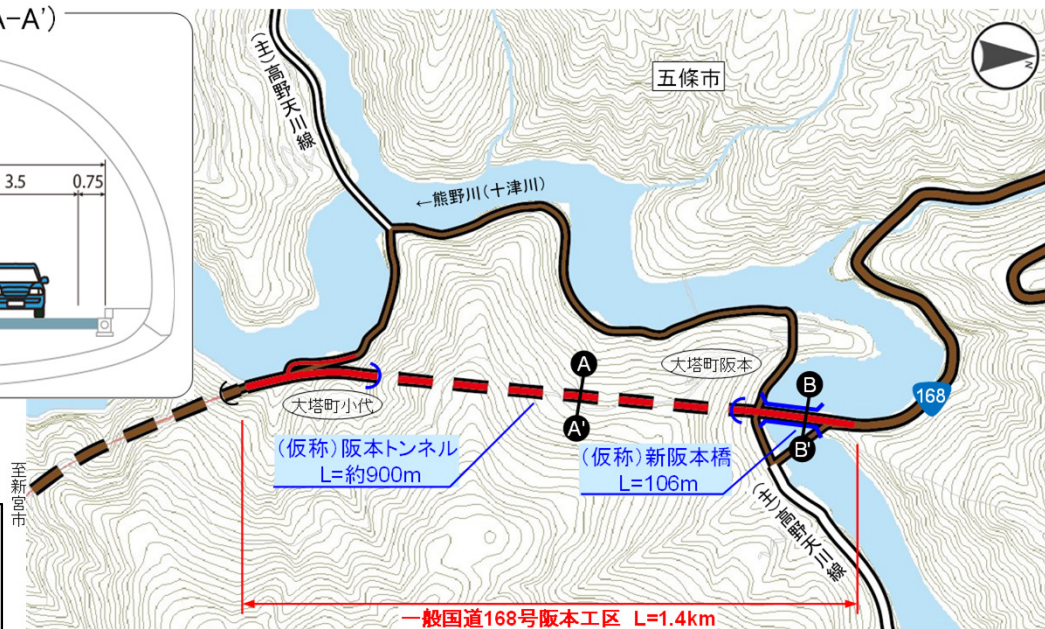 A-A')
3.5
0.75
(主)高野天川線
五條市
N
←熊野川(十津川)
大塔町阪本
168
A
A'
B
B'
大塔町小代
(仮称)阪本トンネル
L=約900m
(仮称)新阪本橋
L=106m
(主)高野天川線
至新宮市
一般国道168号阪本工区 L=1.4km